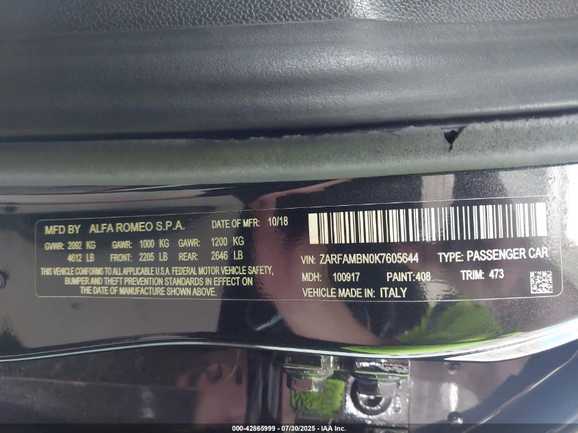 MFD BY ALFA ROMEO S.P.A. DATE OF MFR: 10/18
GVWR: 2092 KG GAWR: 1000 KG GAWR: 1200 KG
4612 LB FRONT: 2205 LB REAR: 2646 LB
THIS VEHICLE CONFORMS TO ALL APPLICABLE U.S.A. FEDERAL MOTOR VEHICLE SAFETY,
BUMPER AND THEFT PREVENTION STANDARDS IN EFFECT ON
THE DATE OF MANUFACTURE SHOWN ABOVE.
VIN: ZARFAMBN0K7605644 TYPE: PASSENGER CAR
MDH: 100917 PAINT: 408 TRIM: 473
VEHICLE MADE IN: ITALY
000-42865999 / 07/30/2025 - IAA Inc.